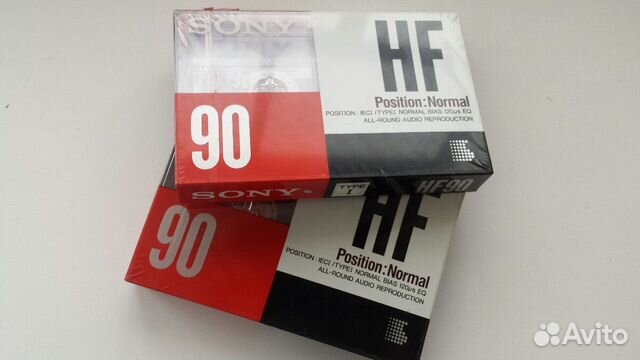 SONY
HF
Position:Normal
POSITION : IEC I / TYPE I NORMAL BIAS 120μs EQ
ALL-ROUND AUDIO REPRODUCTION
90
SONY
TYPE I
HF90
HF
90
Position:Normal
POSITION : IEC I / TYPE I NORMAL BIAS 120μs EQ
ALL-ROUND AUDIO REPRODUCTION
Avito